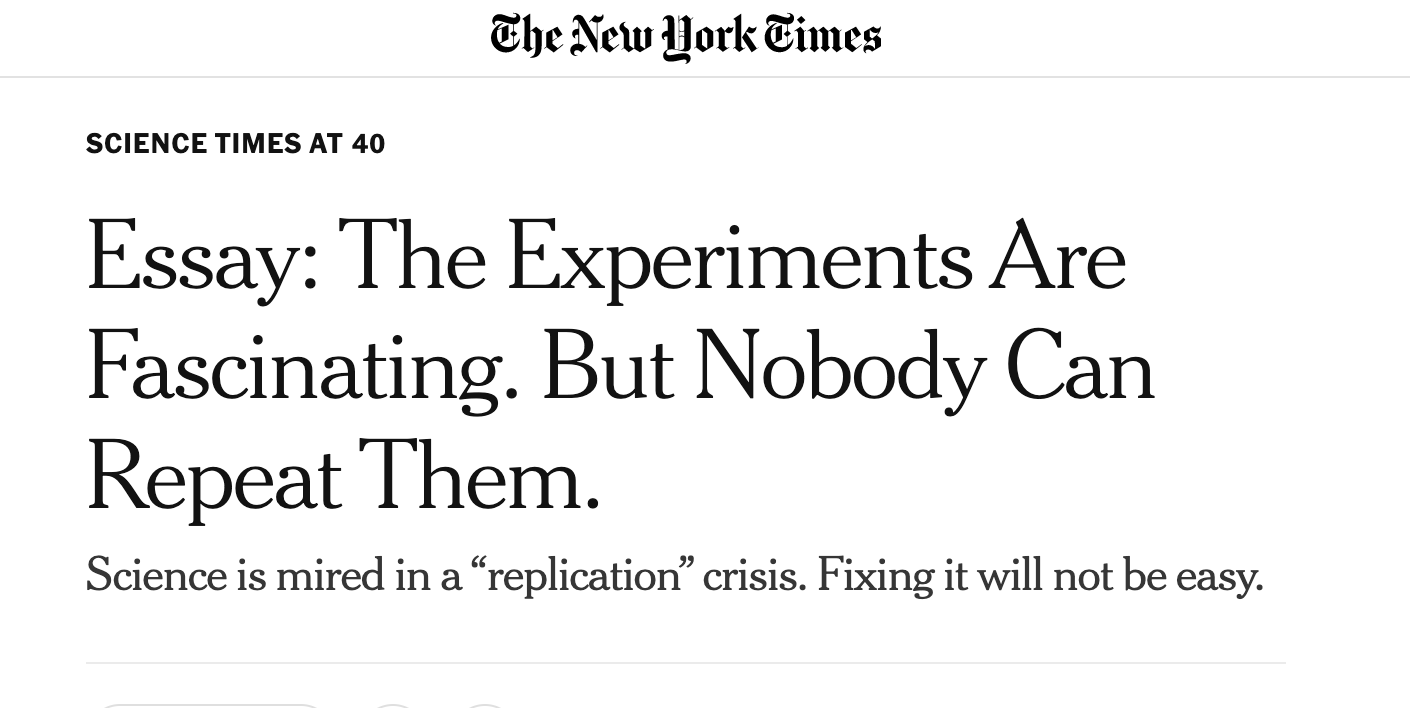 The New York Times
SCIENCE TIMES AT 40
Essay: The Experiments Are
Fascinating. But Nobody Can
Repeat Them.
Science is mired in a “replication” crisis. Fixing it will not be easy.